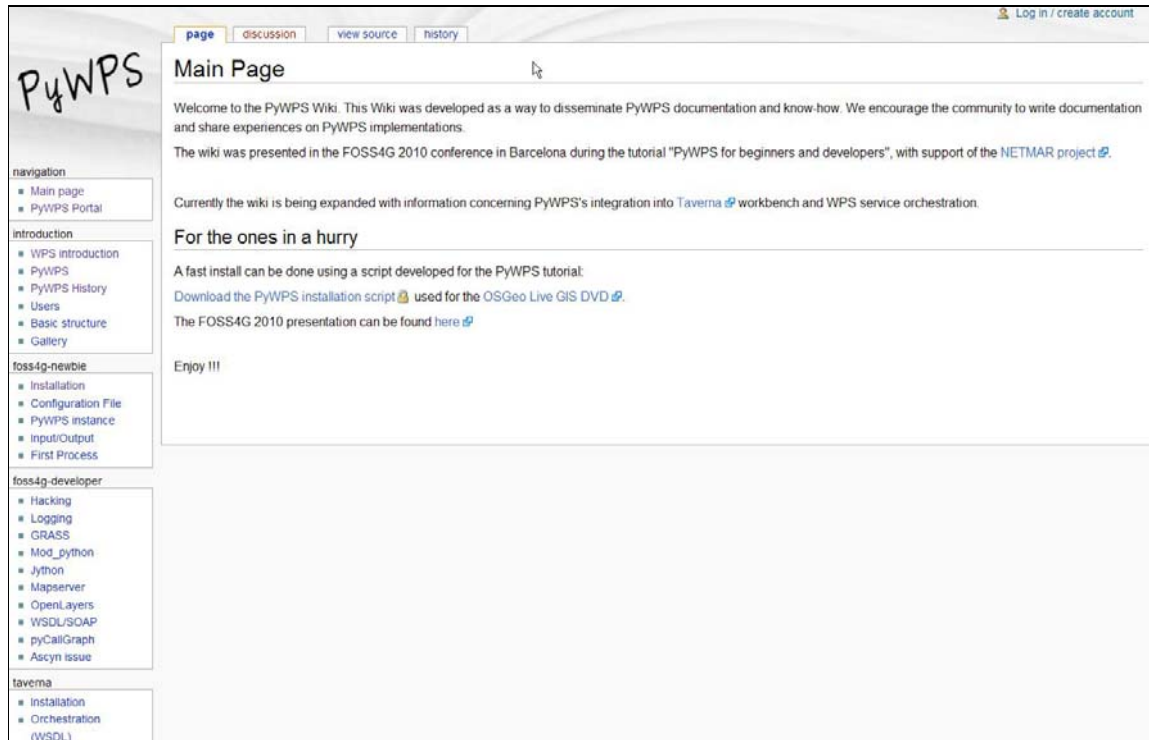 Log in / create account
page discussion view source history
PyWPS
Main Page
Welcome to the PyWPS Wiki. This Wiki was developed as a way to disseminate PyWPS documentation and know-how. We encourage the community to write documentation
and share experiences on PyWPS implementations.
The wiki was presented in the FOSS4G 2010 conference in Barcelona during the tutorial "PyWPS for beginners and developers", with support of the NETMAR project.
Currently the wiki is being expanded with information concerning PyWPS's integration into Taverna workbench and WPS service orchestration.
For the ones in a hurry
A fast install can be done using a script developed for the PyWPS tutorial:
Download the PyWPS installation script used for the OSGeo Live GIS DVD.
The FOSS4G 2010 presentation can be found here
Enjoy !!!
navigation
Main page
PyWPS Portal
introduction
WPS introduction
PyWPS
PyWPS History
Users
Basic structure
Gallery
foss4g-newbie
Installation
Configuration File
PyWPS instance
Input/Output
First Process
foss4g-developer
Hacking
Logging
GRASS
Mod_python
Jython
Mapserver
OpenLayers
WSDL/SOAP
pyCallGraph
Ascyn issue
taverna
Installation
Orchestration
(WSDL)